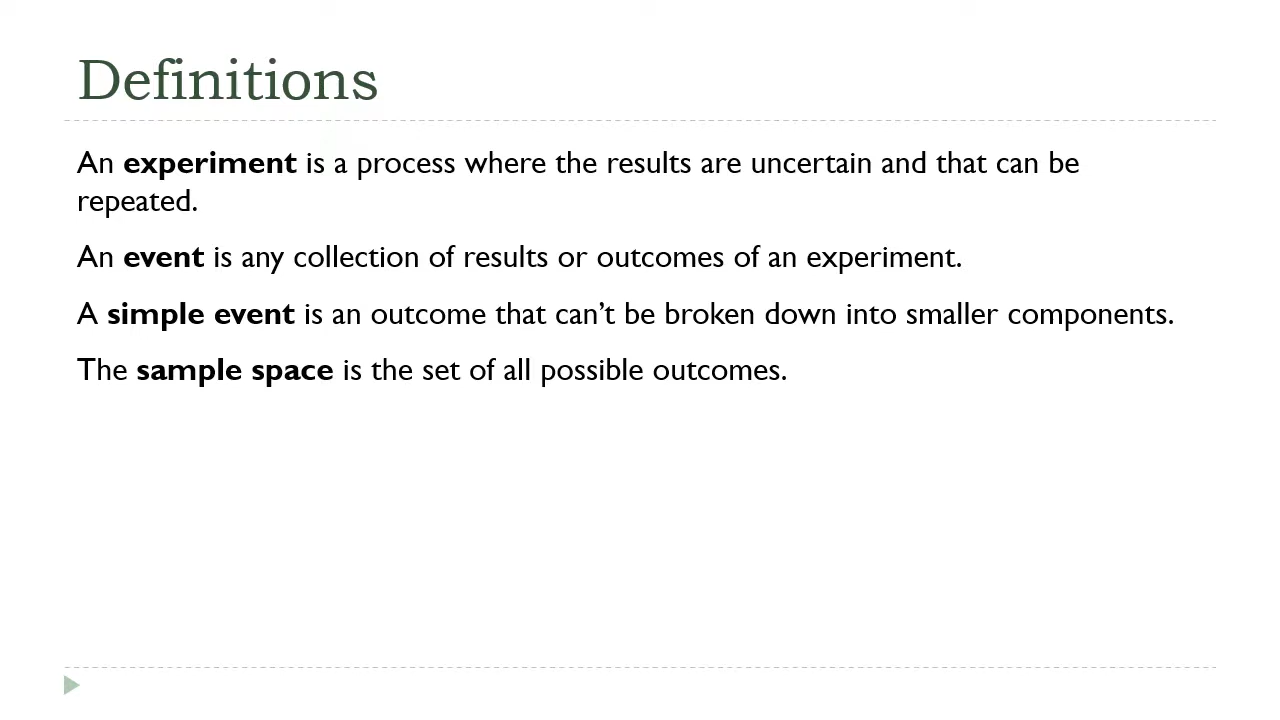 Definitions
An experiment is a process where the results are uncertain and that can be
repeated.
An event is any collection of results or outcomes of an experiment.
A simple event is an outcome that can’t be broken down into smaller components.
The sample space is the set of all possible outcomes.